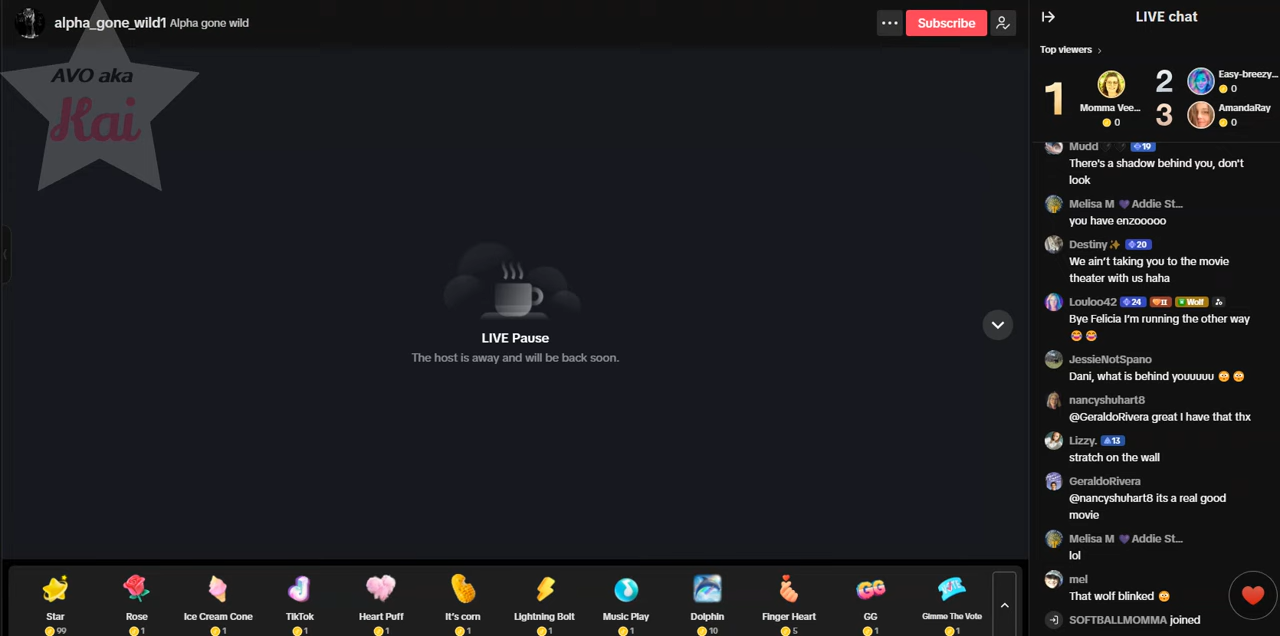 alpha_gone_wild1 Alpha gone wild
Subscribe
AVO aka
Kai
LIVE Pause
The host is away and will be back soon.
Star
99
Rose
1
Ice Cream Cone
1
TikTok
1
Heart Puff
1
It's corn
1
Lightning Bolt
1
Music Play
1
Dolphin
10
Finger Heart
5
GG
1
Gimme The Vote
1
LIVE chat
Top viewers
1
Momma Vee...
0
2
Easy-breezy...
0
3
AmandaRay
0
Mudd 19
There's a shadow behind you, don't
look
Melisa M 💜Addie St...
you have enzooooo
Destiny✨ 20
We ain't taking you to the movie
theater with us haha
Louloo42 24 II Wolf
Bye Felicia I'm running the other way
JessieNotSpano
Dani, what is behind youuuuu 😳 😳
nancyshuhart8
@GeraldoRivera great I have that thx
Lizzy. 13
stratch on the wall
GeraldoRivera
@nancyshuhart8 its a real good
movie
Melisa M 💜Addie St...
lol
mel
That wolf blinked 😳
SOFTBALLMOMMA joined